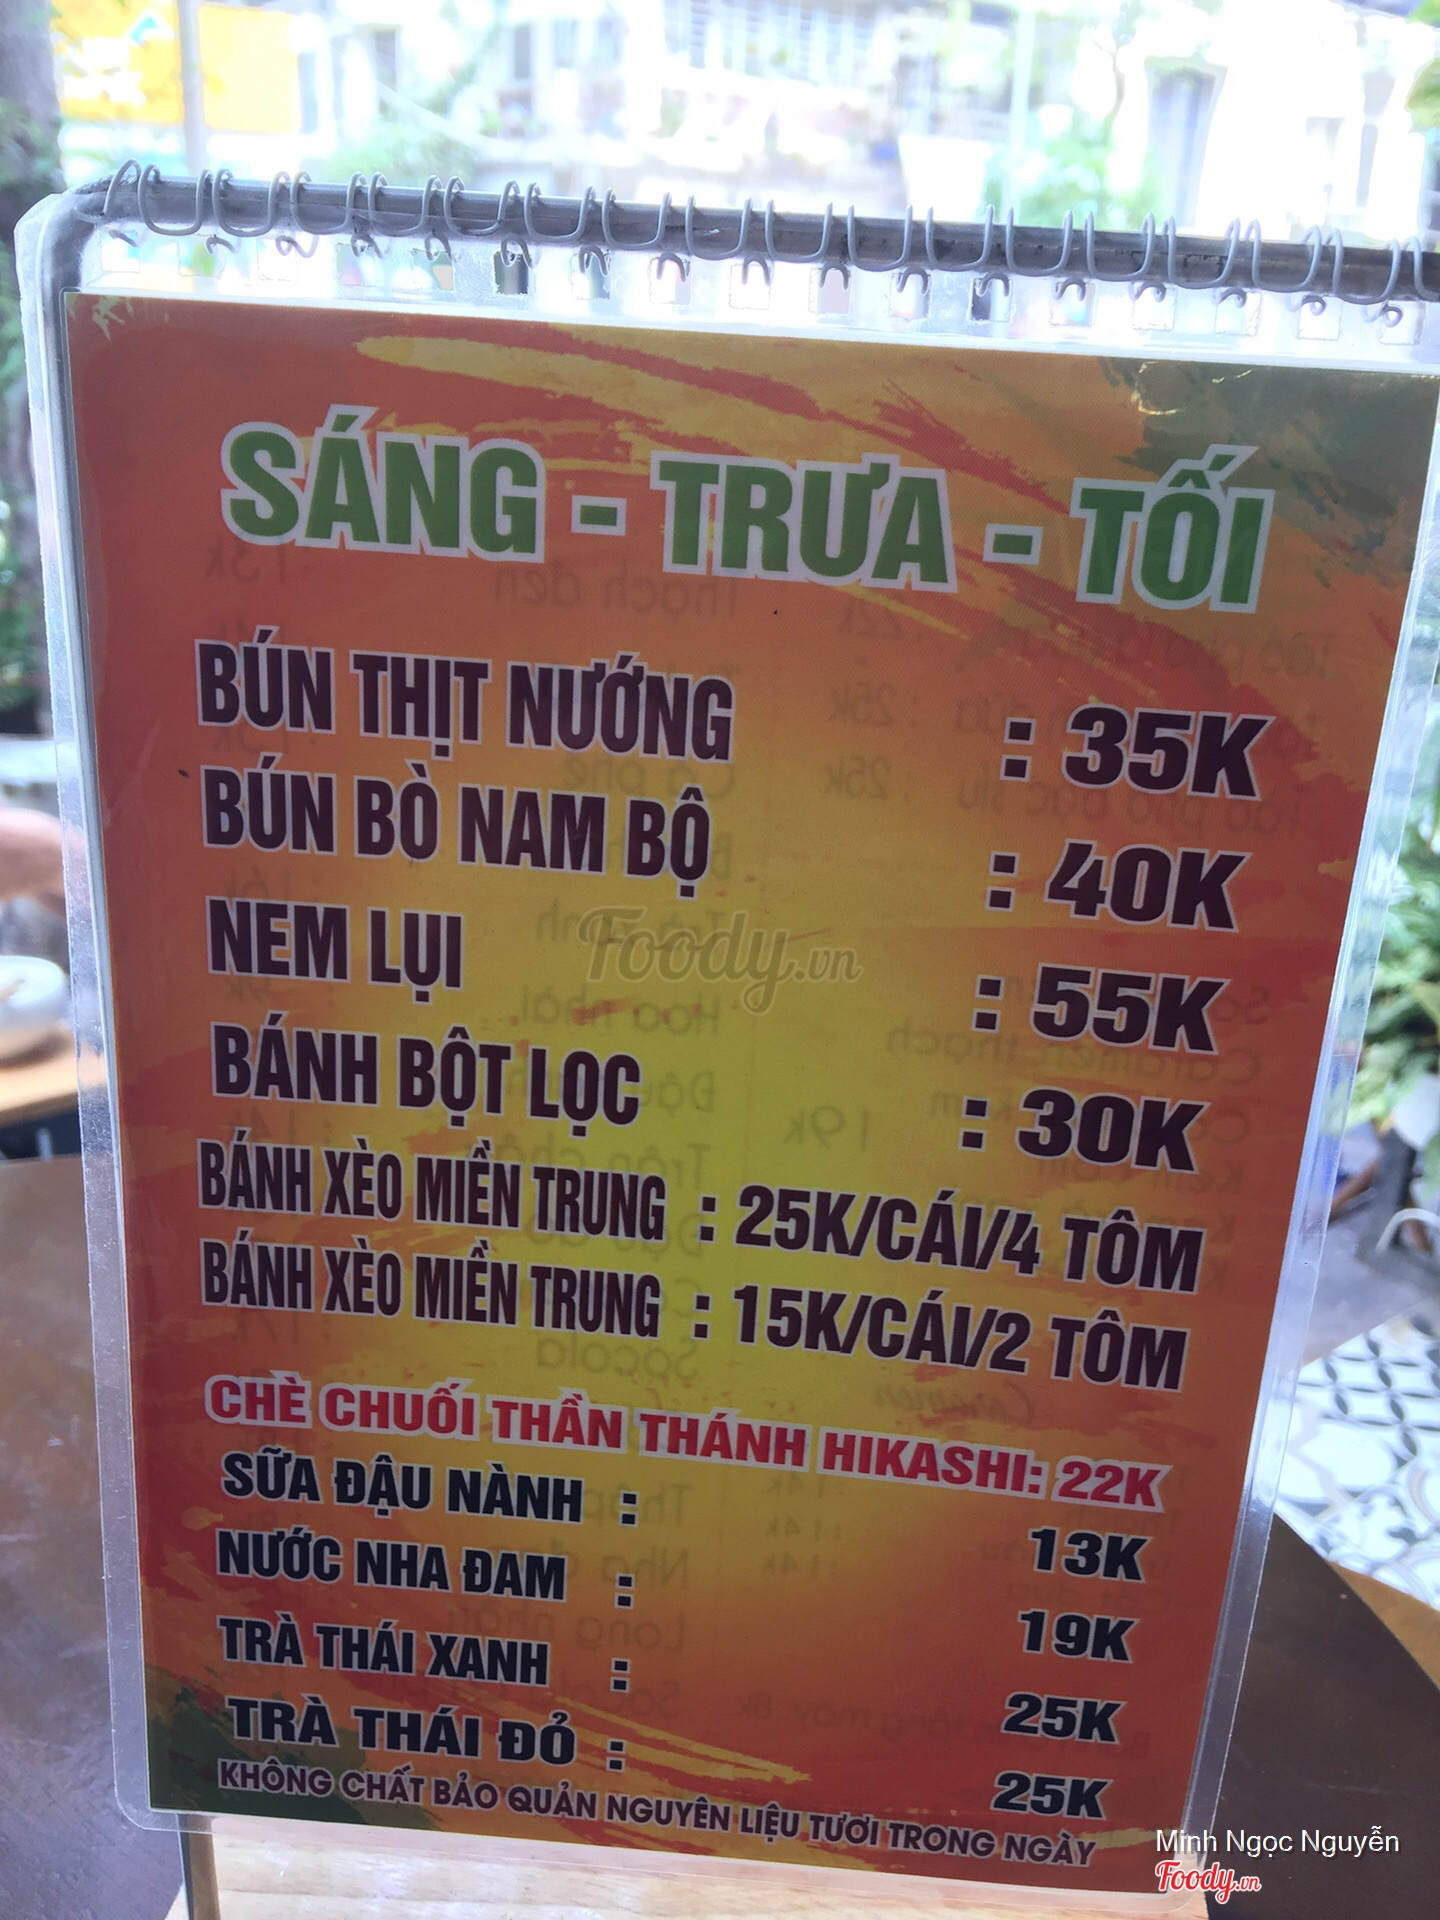 SÁNG - TRƯA - TỐI
BÚN THỊT NƯỚNG : 35K
BÚN BÒ NAM BỘ : 40K
NEM LỤI : 55K
BÁNH BỘT LỌC : 30K
BÁNH XÈO MIỀN TRUNG : 25K/CÁI/4 TÔM
BÁNH XÈO MIỀN TRUNG : 15K/CÁI/2 TÔM
CHÈ CHUỐI THẦN THÁNH HIKASHI: 22K
SỮA ĐẬU NÀNH : 13K
NƯỚC NHA ĐAM : 19K
TRÀ THÁI XANH : 25K
TRÀ THÁI ĐỎ : 25K
KHÔNG CHẤT BẢO QUẢN NGUYÊN LIỆU TƯƠI TRONG NGÀY
Foody.vn
Minh Ngọc Nguyễn
Foody.vn